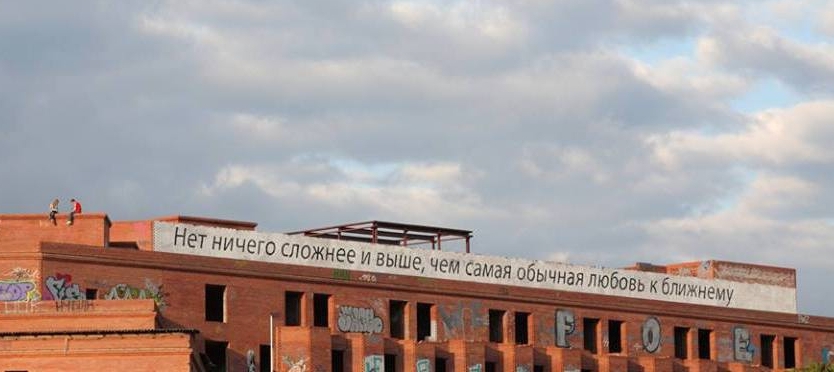 Нет ничего сложнее и выше, чем самая обычная любовь к ближнему